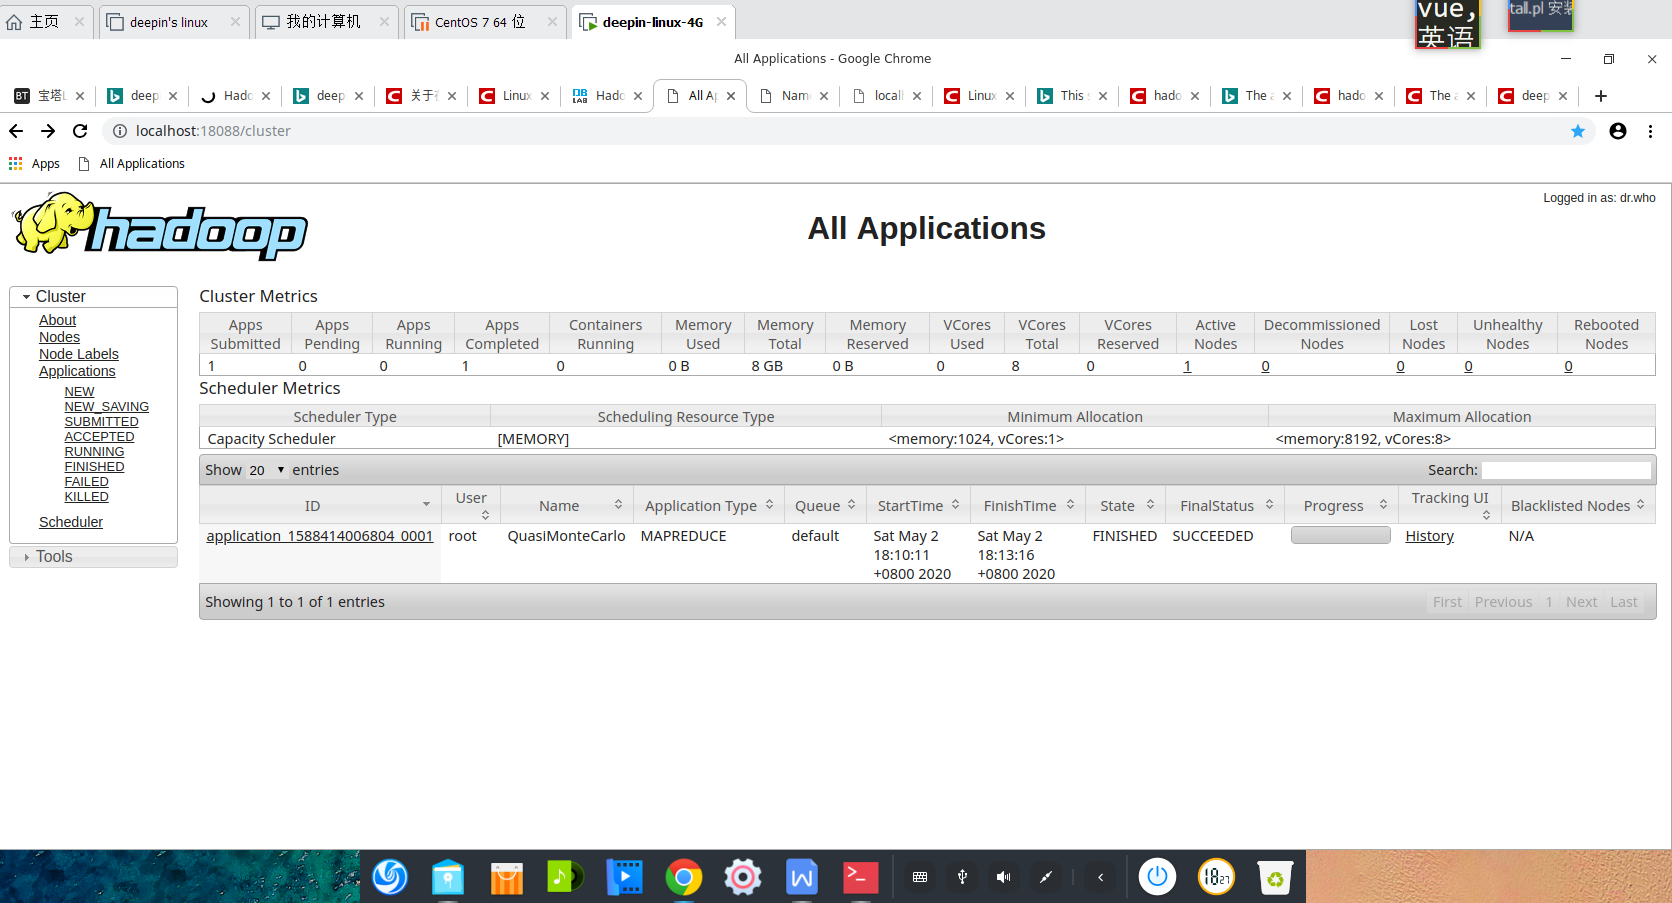 主页
deepin's linux
我的计算机
CentOS 7 64 位
deepin-linux-4G
vue,
英语
tall.pl 安装
All Applications - Google Chrome
BT
宝塔L
deep
Hado
deep
关于
Linux
Hado
All Ap
Nam
local
Linux
This
hado
The
hado
The
deep
localhost:18088/cluster
Apps
All Applications
hadoop
All Applications
Logged in as: dr.who
Cluster
About
Nodes
Node Labels
Applications
NEW
NEW_SAVING
SUBMITTED
ACCEPTED
RUNNING
FINISHED
FAILED
KILLED
Scheduler
Tools
Cluster Metrics
Apps Submitted
Apps Pending
Apps Running
Apps Completed
Containers Running
Memory Used
Memory Total
Memory Reserved
VCores Used
VCores Total
VCores Reserved
Active Nodes
Decommissioned Nodes
Lost Nodes
Unhealthy Nodes
Rebooted Nodes
1 0 0 1 0 0 B 8 GB 0 B 0 8 0 1 0 0 0 0
Scheduler Metrics
Scheduler Type Scheduling Resource Type Minimum Allocation Maximum Allocation
Capacity Scheduler [MEMORY] <memory:1024, vCores:1> <memory:8192, vCores:8>
Show 20 entries
Search:
ID User Name Application Type Queue StartTime FinishTime State FinalStatus Progress Tracking UI Blacklisted Nodes
application_1588414006804_0001 root QuasiMonteCarlo MAPREDUCE default Sat May 2 18:10:11 +0800 2020 Sat May 2 18:13:16 +0800 2020 FINISHED SUCCEEDED History N/A
Showing 1 to 1 of 1 entries
First Previous 1 Next Last
18 27